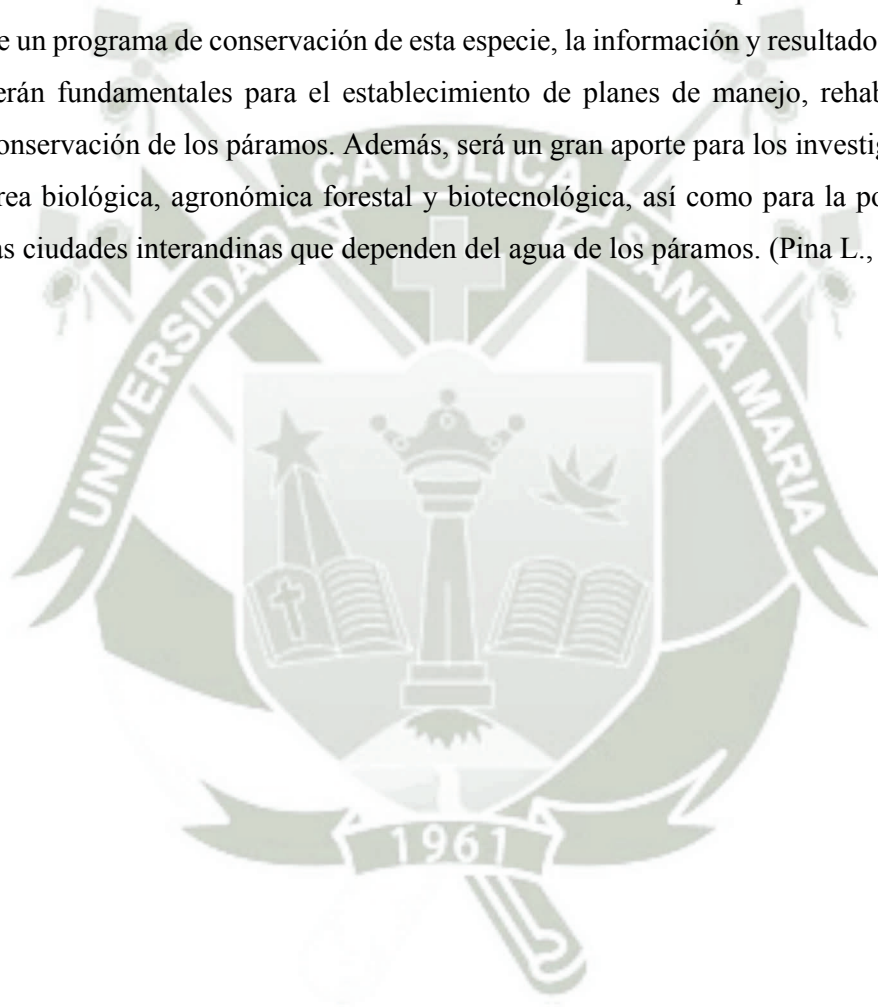 e un programa de conservación de esta especie, la información y resultado
erán fundamentales para el establecimiento de planes de manejo, rehab
onservación de los páramos. Además, será un gran aporte para los investig
rea biológica, agronómica forestal y biotecnológica, así como para la po
as ciudades interandinas que dependen del agua de los páramos. (Pina L.,
UNIVERSIDAD CATOLICA SANTA MARIA
1961